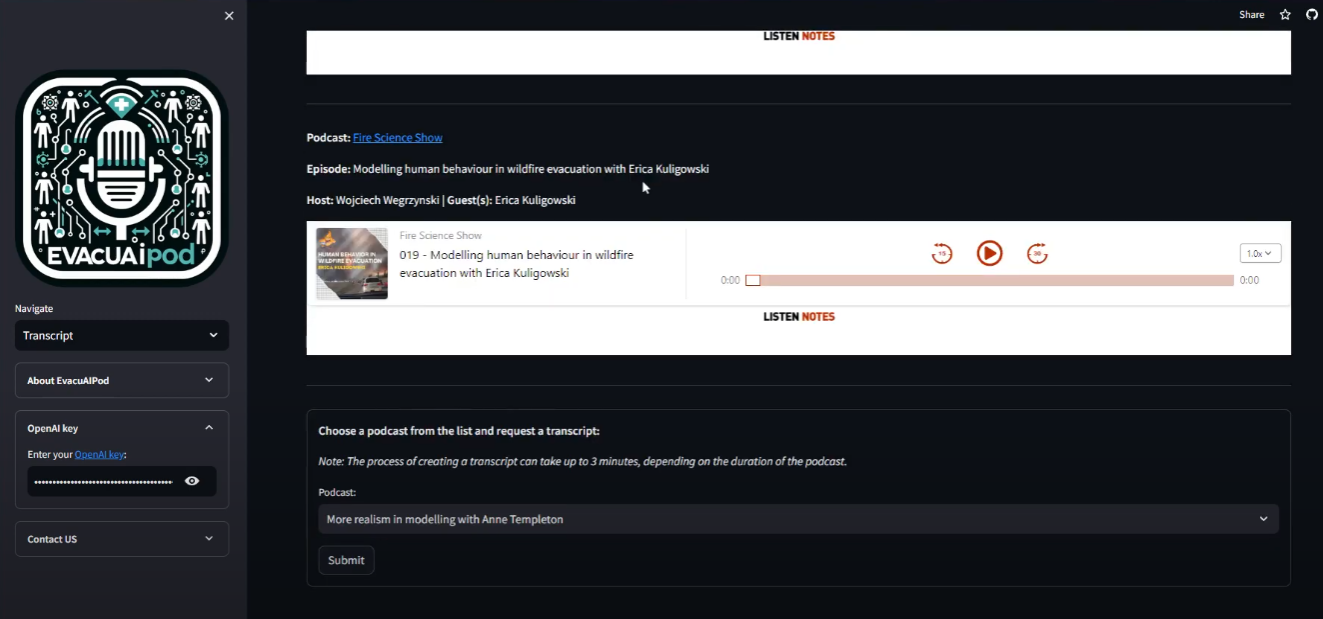 Share
EVACUAipod
Navigate
Transcript
About EvacuAIPod
OpenAI key
Enter your OpenAI key:
Contact US
LISTEN NOTES
Podcast: Fire Science Show
Episode: Modelling human behaviour in wildfire evacuation with Erica Kuligowski
Host: Wojciech Wegrzynski | Guest(s): Erica Kuligowski
HUMAN BEHAVIOR IN
WILDFIRE EVACUATION
ERICA KULIGOWSKI
Fire Science Show
019 - Modelling human behaviour in wildfire
evacuation with Erica Kuligowski
15
30
1.0x
0:00
0:00
LISTEN NOTES
Choose a podcast from the list and request a transcript:
Note: The process of creating a transcript can take up to 3 minutes, depending on the duration of the podcast.
Podcast:
More realism in modelling with Anne Templeton
Submit